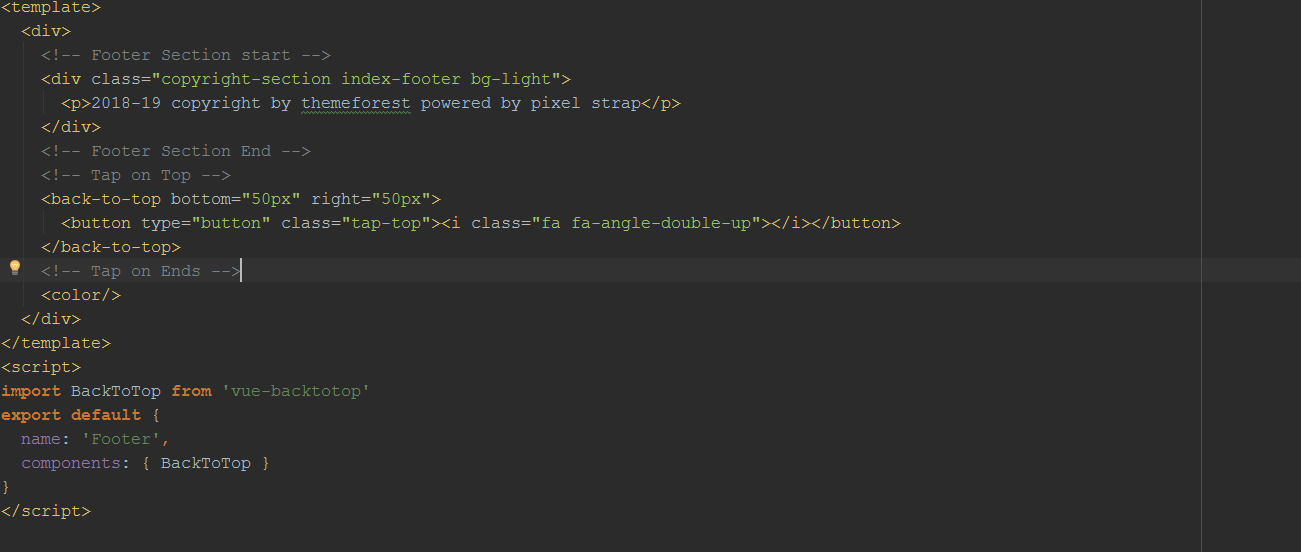 <template>
  <div>
    <!-- Footer Section start -->
    <div class="copyright-section index-footer bg-light">
      <p>2018-19 copyright by themeforest powered by pixel strap</p>
    </div>
    <!-- Footer Section End -->
    <!-- Tap on Top -->
    <back-to-top bottom="50px" right="50px">
      <button type="button" class="tap-top"><i class="fa fa-angle-double-up"></i></button>
    </back-to-top>
    <!-- Tap on Ends -->
    <color/>
  </div>
</template>
<script>
import BackToTop from 'vue-backtotop'
export default {
  name: 'Footer',
  components: { BackToTop }
}
</script>